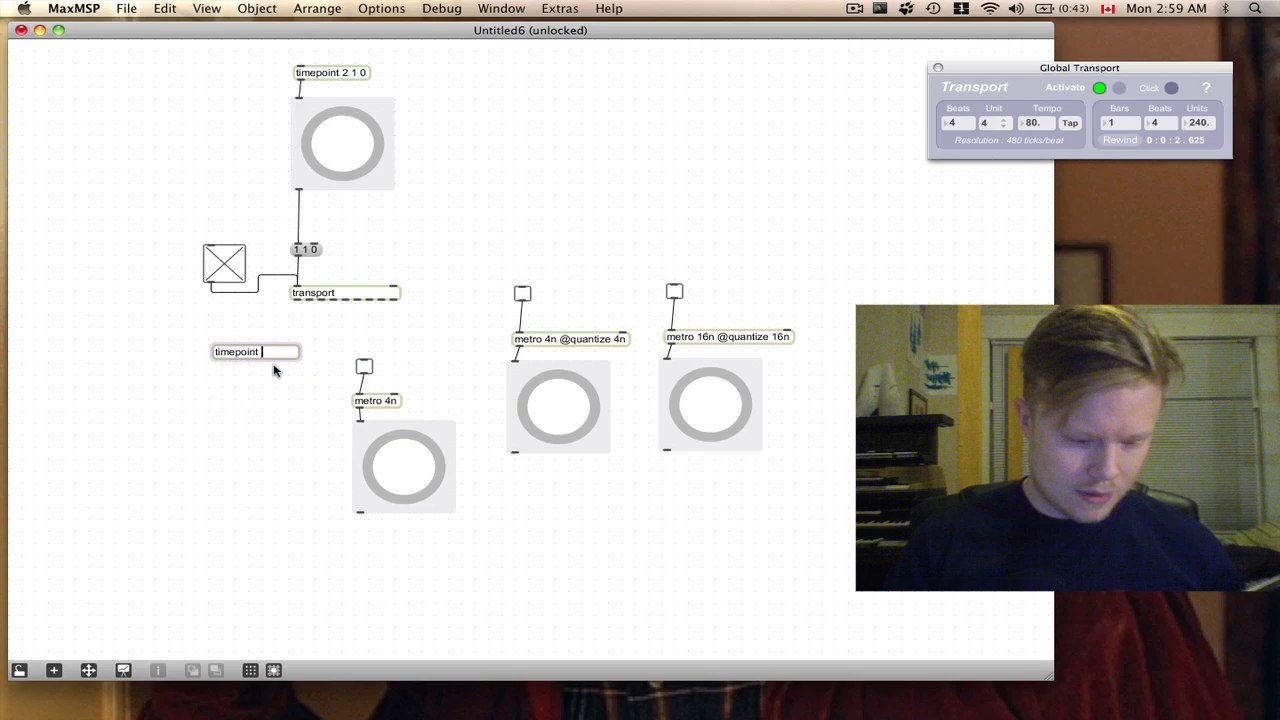 MaxMSP File Edit View Object Arrange Options Debug Window Extras Help (0:43) Mon 2:59 AM
Untitled6 (unlocked)
timepoint 2 1 0
1 1 0
transport
timepoint
metro 4n
metro 4n @quantize 4n
metro 16n @quantize 16n
Global Transport
Transport Activate Click ?
Beats Unit Tempo Bars Beats Units
4 4 80. Tap 1 4 240.
Resolution : 480 ticks/beat Rewind 0 : 0 : 2 . 625